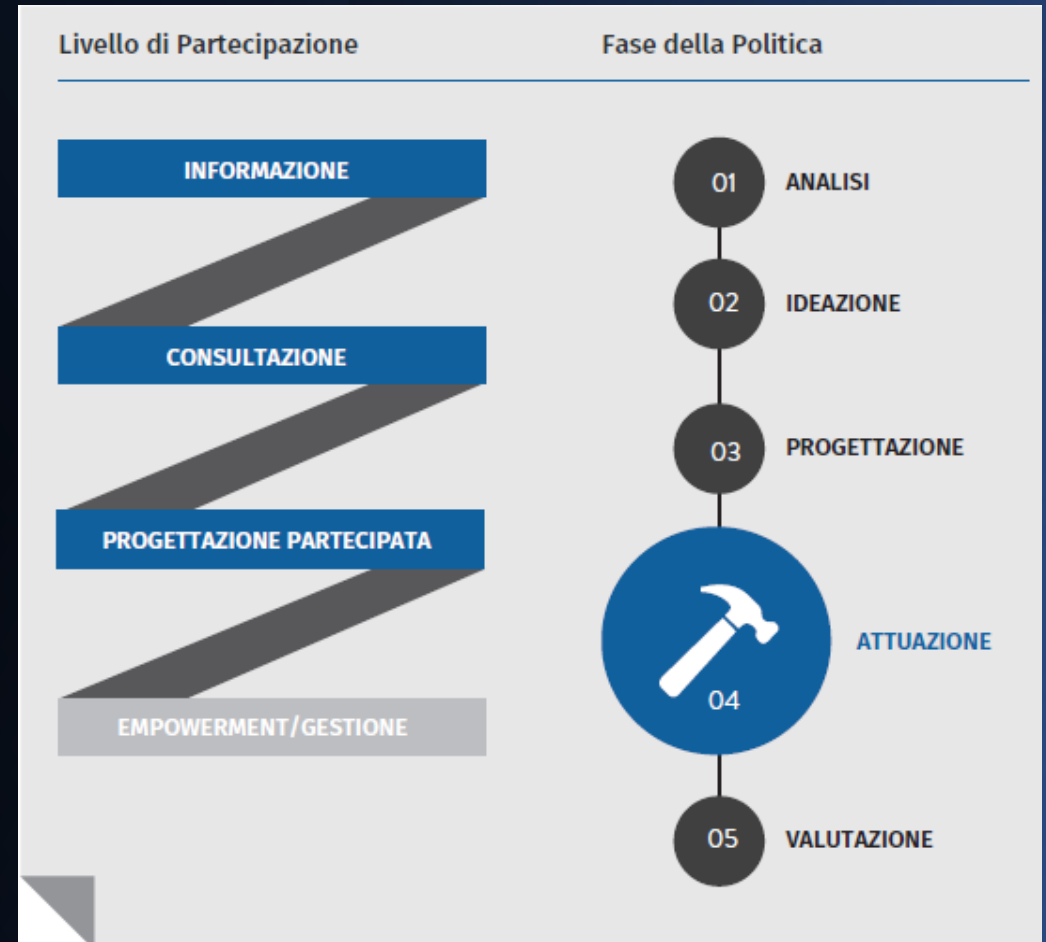 Livello di Partecipazione
Fase della Politica
INFORMAZIONE
CONSULTAZIONE
PROGETTAZIONE PARTECIPATA
EMPOWERMENT/GESTIONE
01 ANALISI
02 IDEAZIONE
03 PROGETTAZIONE
04 ATTUAZIONE
05 VALUTAZIONE